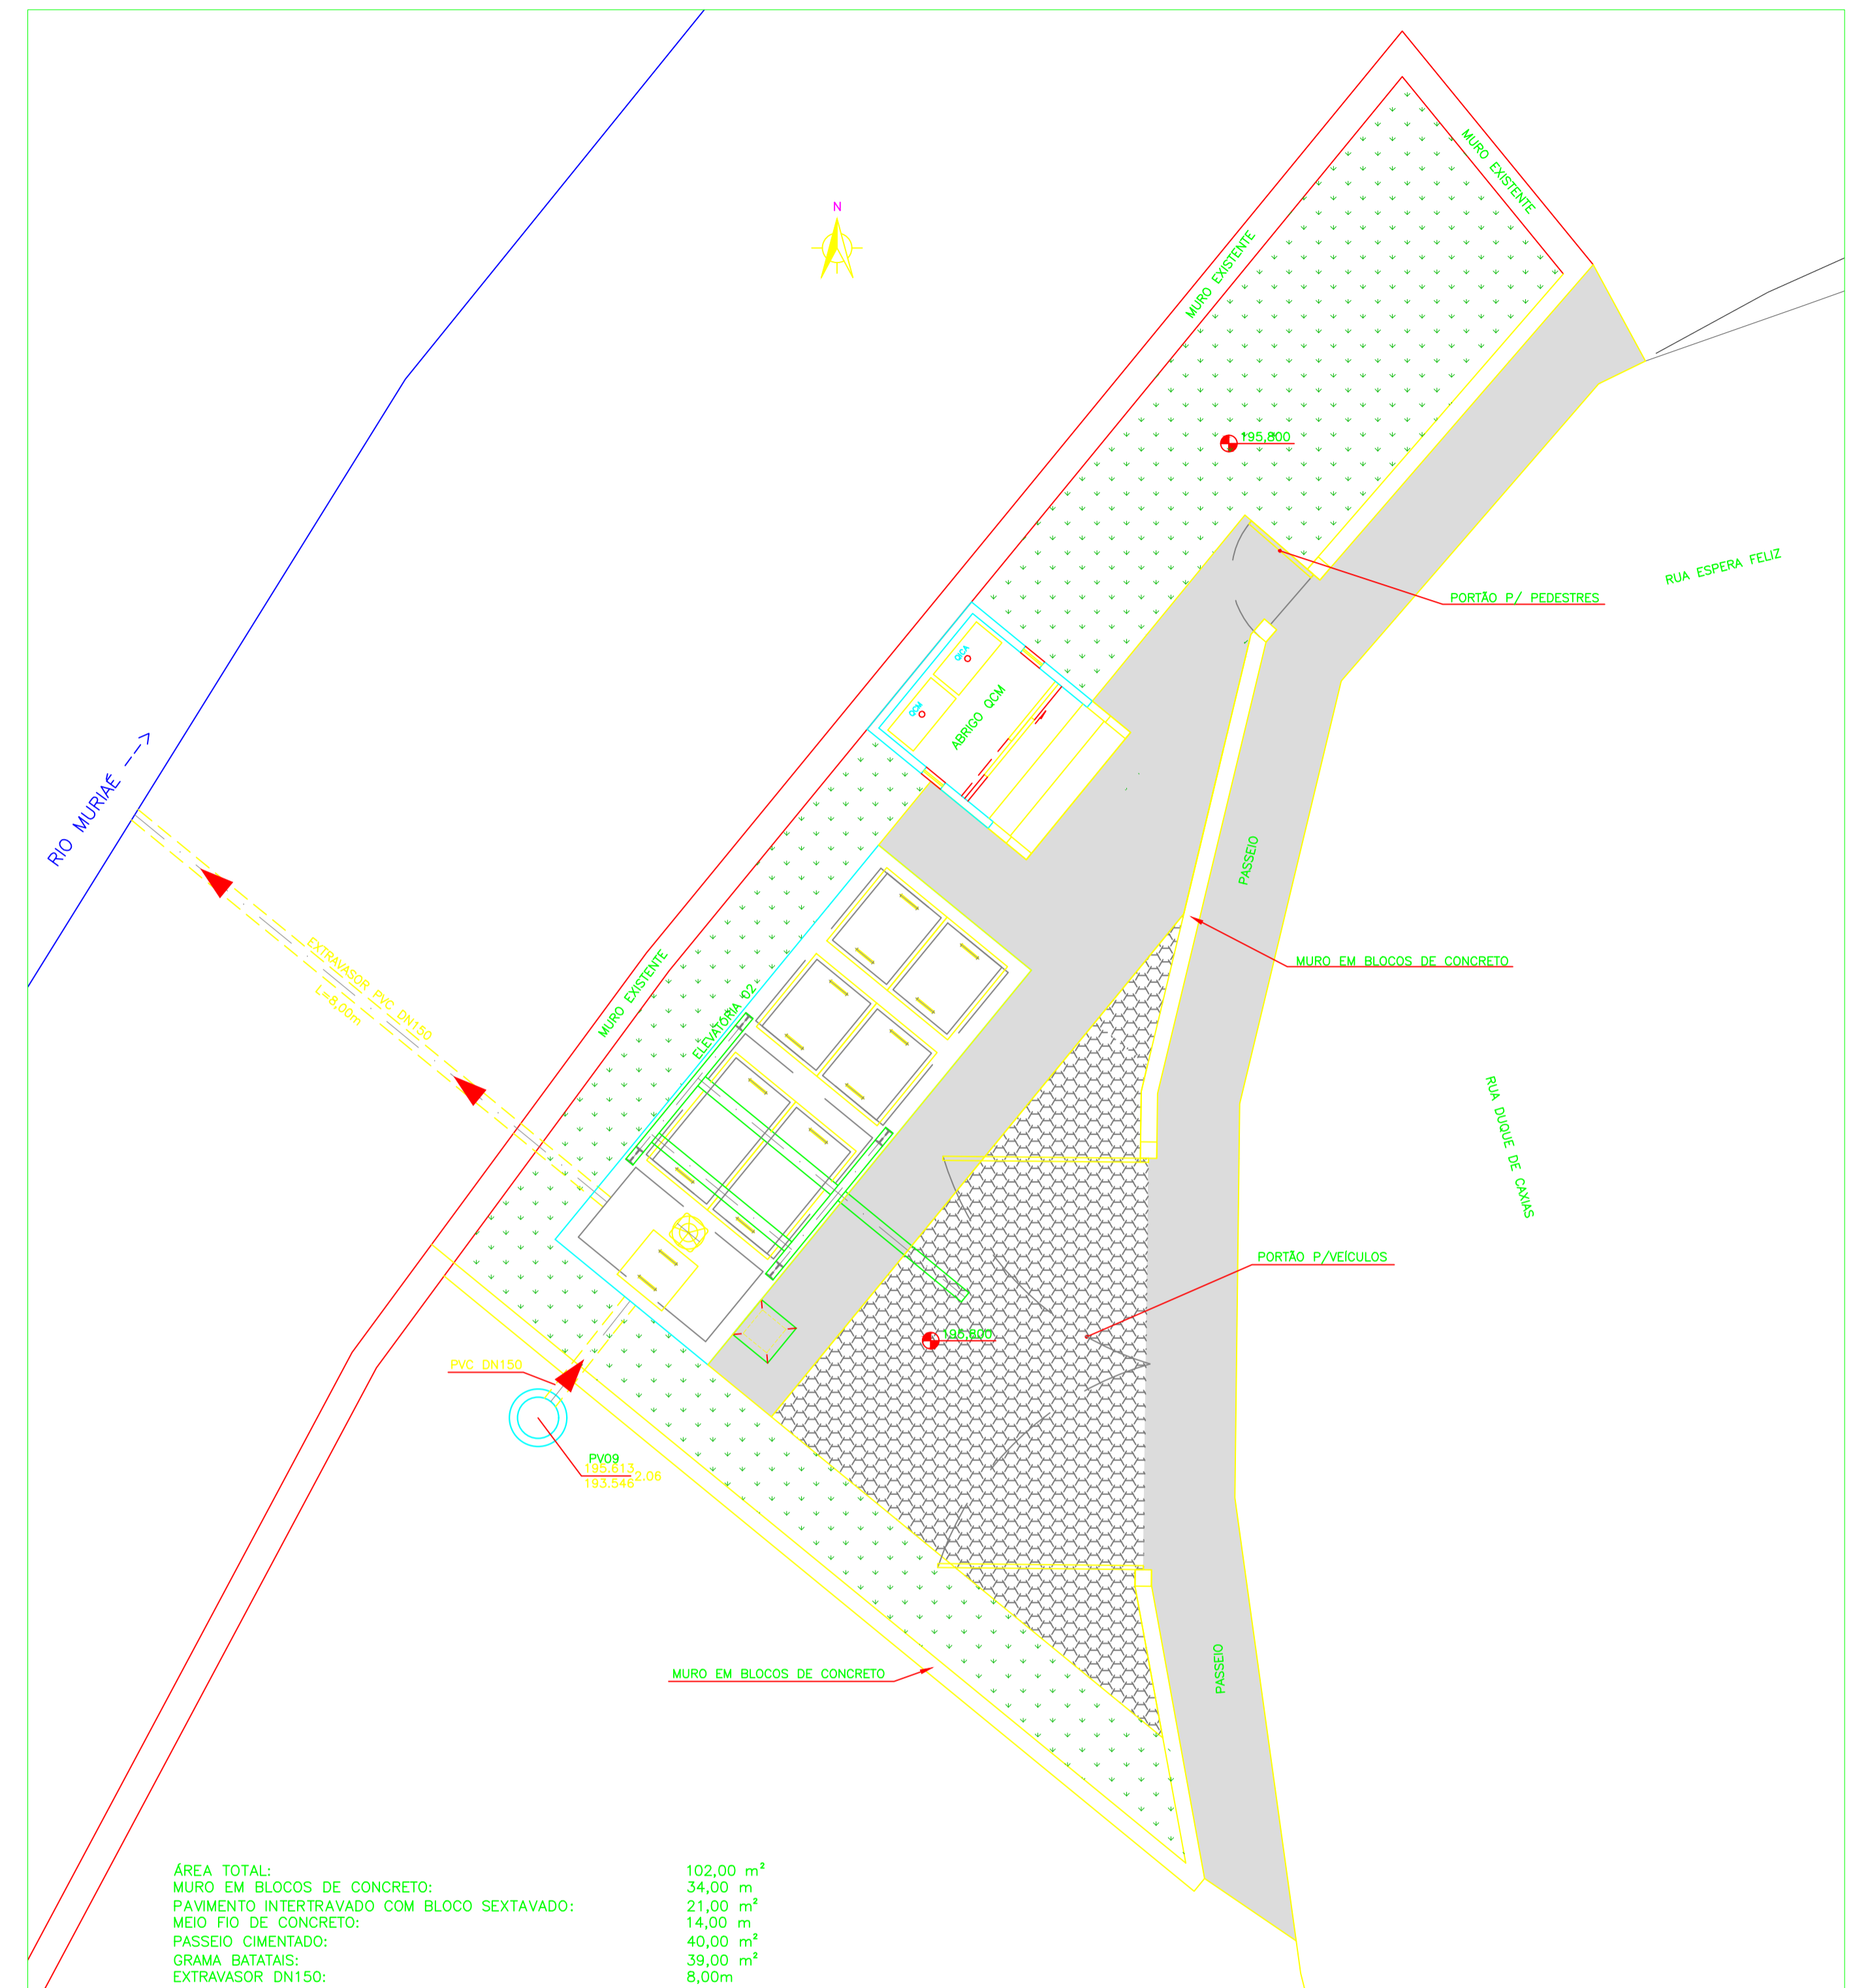 N
MURO EXISTENTE
MURO EXISTENTE
195,800
RUA ESPERA FELIZ
PORTÃO P/ PEDESTRES
QICA
QCM
ABRIGO QCM
RIO MURIAÉ
PASSEIO
MURO EM BLOCOS DE CONCRETO
EXTRAVASOR PVC DN150
L=8,00m
MURO EXISTENTE
ELEVATÓRIA 02
RUA DUQUE DE CAXIAS
PORTÃO P/VEÍCULOS
195,800
PVC DN150
PV09
195.613
193.548
2.06
PASSEIO
MURO EM BLOCOS DE CONCRETO
ÁREA TOTAL: 102,00 m²
MURO EM BLOCOS DE CONCRETO: 34,00 m
PAVIMENTO INTERTRAVADO COM BLOCO SEXTAVADO: 21,00 m²
MEIO FIO DE CONCRETO: 14,00 m
PASSEIO CIMENTADO: 40,00 m²
GRAMA BATATAIS: 39,00 m²
EXTRAVASOR DN150: 8,00m